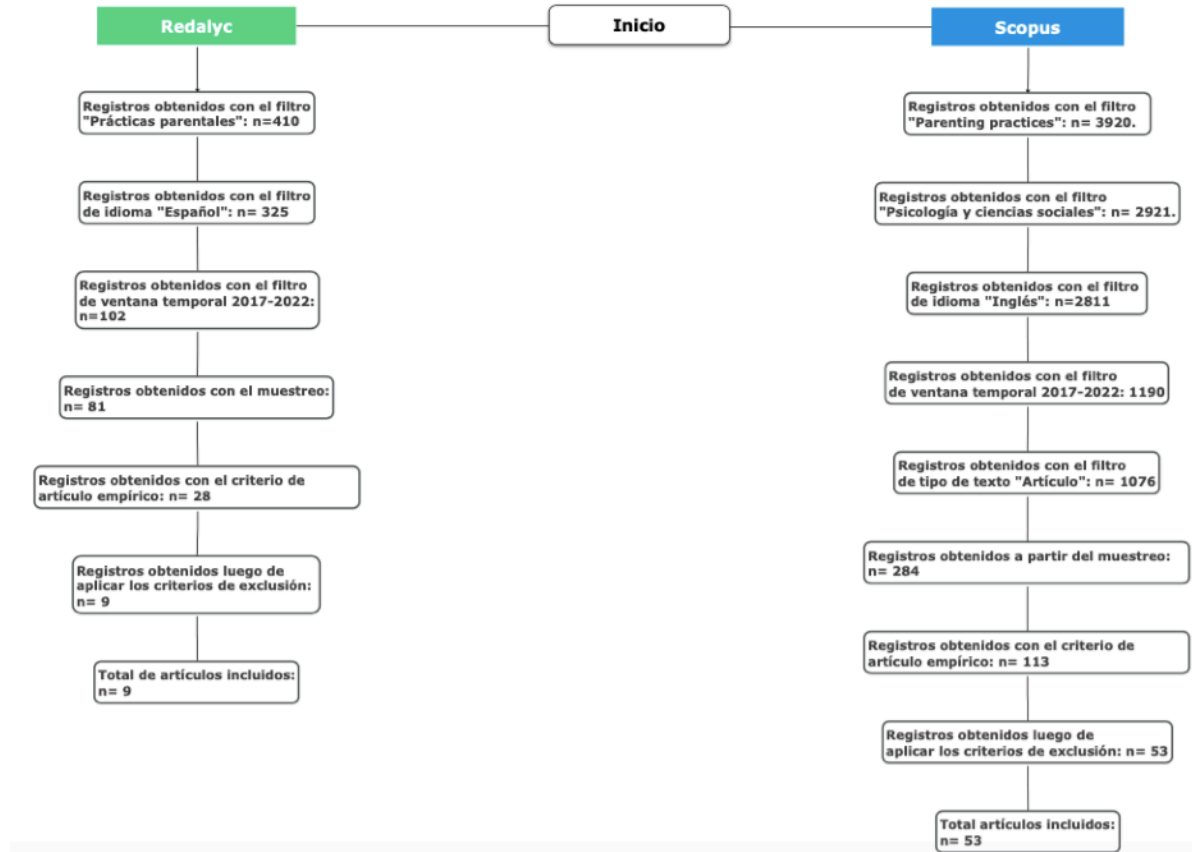 Redalyc
Inicio
Scopus
Registros obtenidos con el filtro
"Prácticas parentales": n=410
Registros obtenidos con el filtro
de idioma "Español": n= 325
Registros obtenidos con el filtro
de ventana temporal 2017-2022:
n=102
Registros obtenidos con el muestreo:
n= 81
Registros obtenidos con el criterio de
artículo empírico: n= 28
Registros obtenidos luego de
aplicar los criterios de exclusión:
n= 9
Total de artículos incluidos:
n= 9
Registros obtenidos con el filtro
"Parenting practices": n= 3920.
Registros obtenidos con el filtro
"Psicología y ciencias sociales": n= 2921.
Registros obtenidos con el filtro
de idioma "Inglés": n=2811
Registros obtenidos con el filtro
de ventana temporal 2017-2022: 1190
Registros obtenidos con el filtro
de tipo de texto "Artículo": n= 1076
Registros obtenidos a partir del muestreo:
n= 284
Registros obtenidos con el criterio de
artículo empírico: n= 113
Registros obtenidos luego de
aplicar los criterios de exclusión: n= 53
Total artículos incluidos:
n= 53